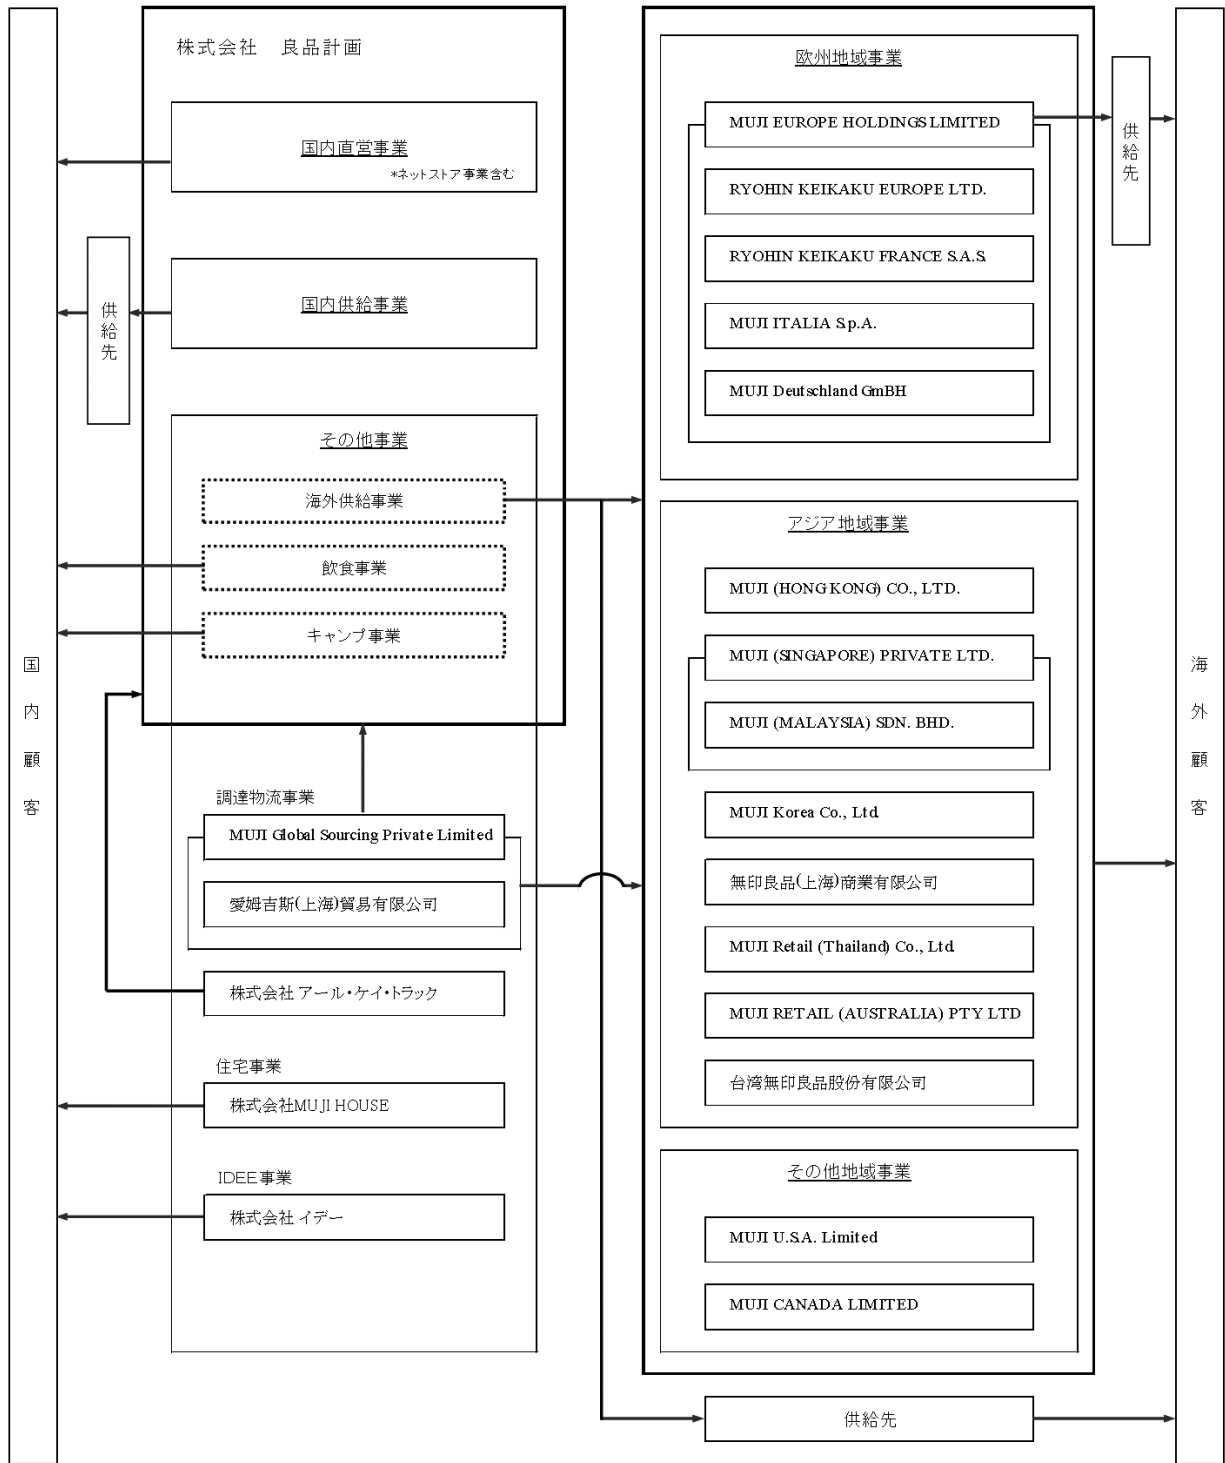 国内顧客
株式会社 良品計画
国内直営事業
*ネットストア事業含む
供給先
国内供給事業
その他事業
海外供給事業
飲食事業
キャンプ事業
調達物流事業
MUJI Global Sourcing Private Limited
愛姆吉斯(上海)貿易有限公司
株式会社 アール・ケイ・トラック
住宅事業
株式会社MUJI HOUSE
IDEE事業
株式会社 イデー
欧州地域事業
MUJI EUROPE HOLDINGS LIMITED
RYOHIN KEIKAKU EUROPE LTD.
RYOHIN KEIKAKU FRANCE S.A.S.
MUJI ITALIA S.p.A.
MUJI Deutschland GmBH
供給先
アジア地域事業
MUJI (HONG KONG) CO., LTD.
MUJI (SINGAPORE) PRIVATE LTD.
MUJI (MALAYSIA) SDN. BHD.
MUJI Korea Co., Ltd.
無印良品(上海)商業有限公司
MUJI Retail (Thailand) Co., Ltd.
MUJI RETAIL (AUSTRALIA) PTY LTD
台湾無印良品股份有限公司
その他地域事業
MUJI U.S.A. Limited
MUJI CANADA LIMITED
供給先
海外顧客